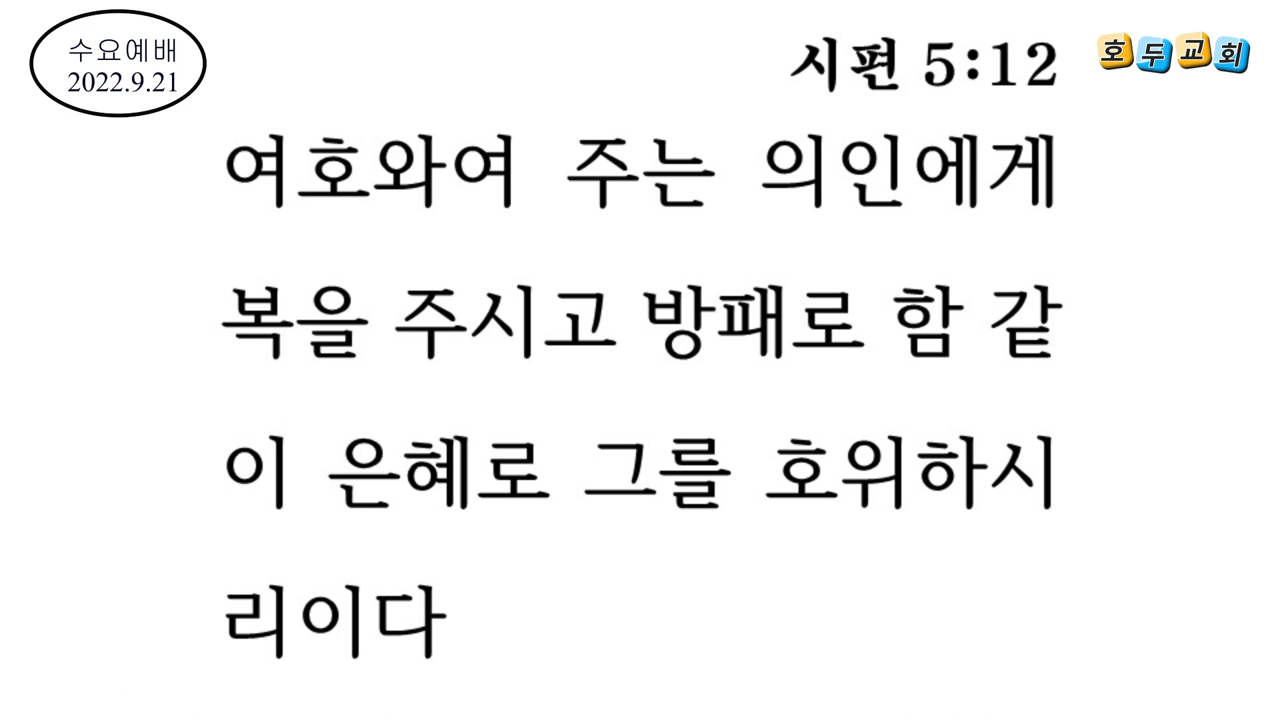 수요예배
2022.9.21
시편 5:12
호두교회
여호와여 주는 의인에게
복을 주시고 방패로 함 같
이 은혜로 그를 호위하시
리이다